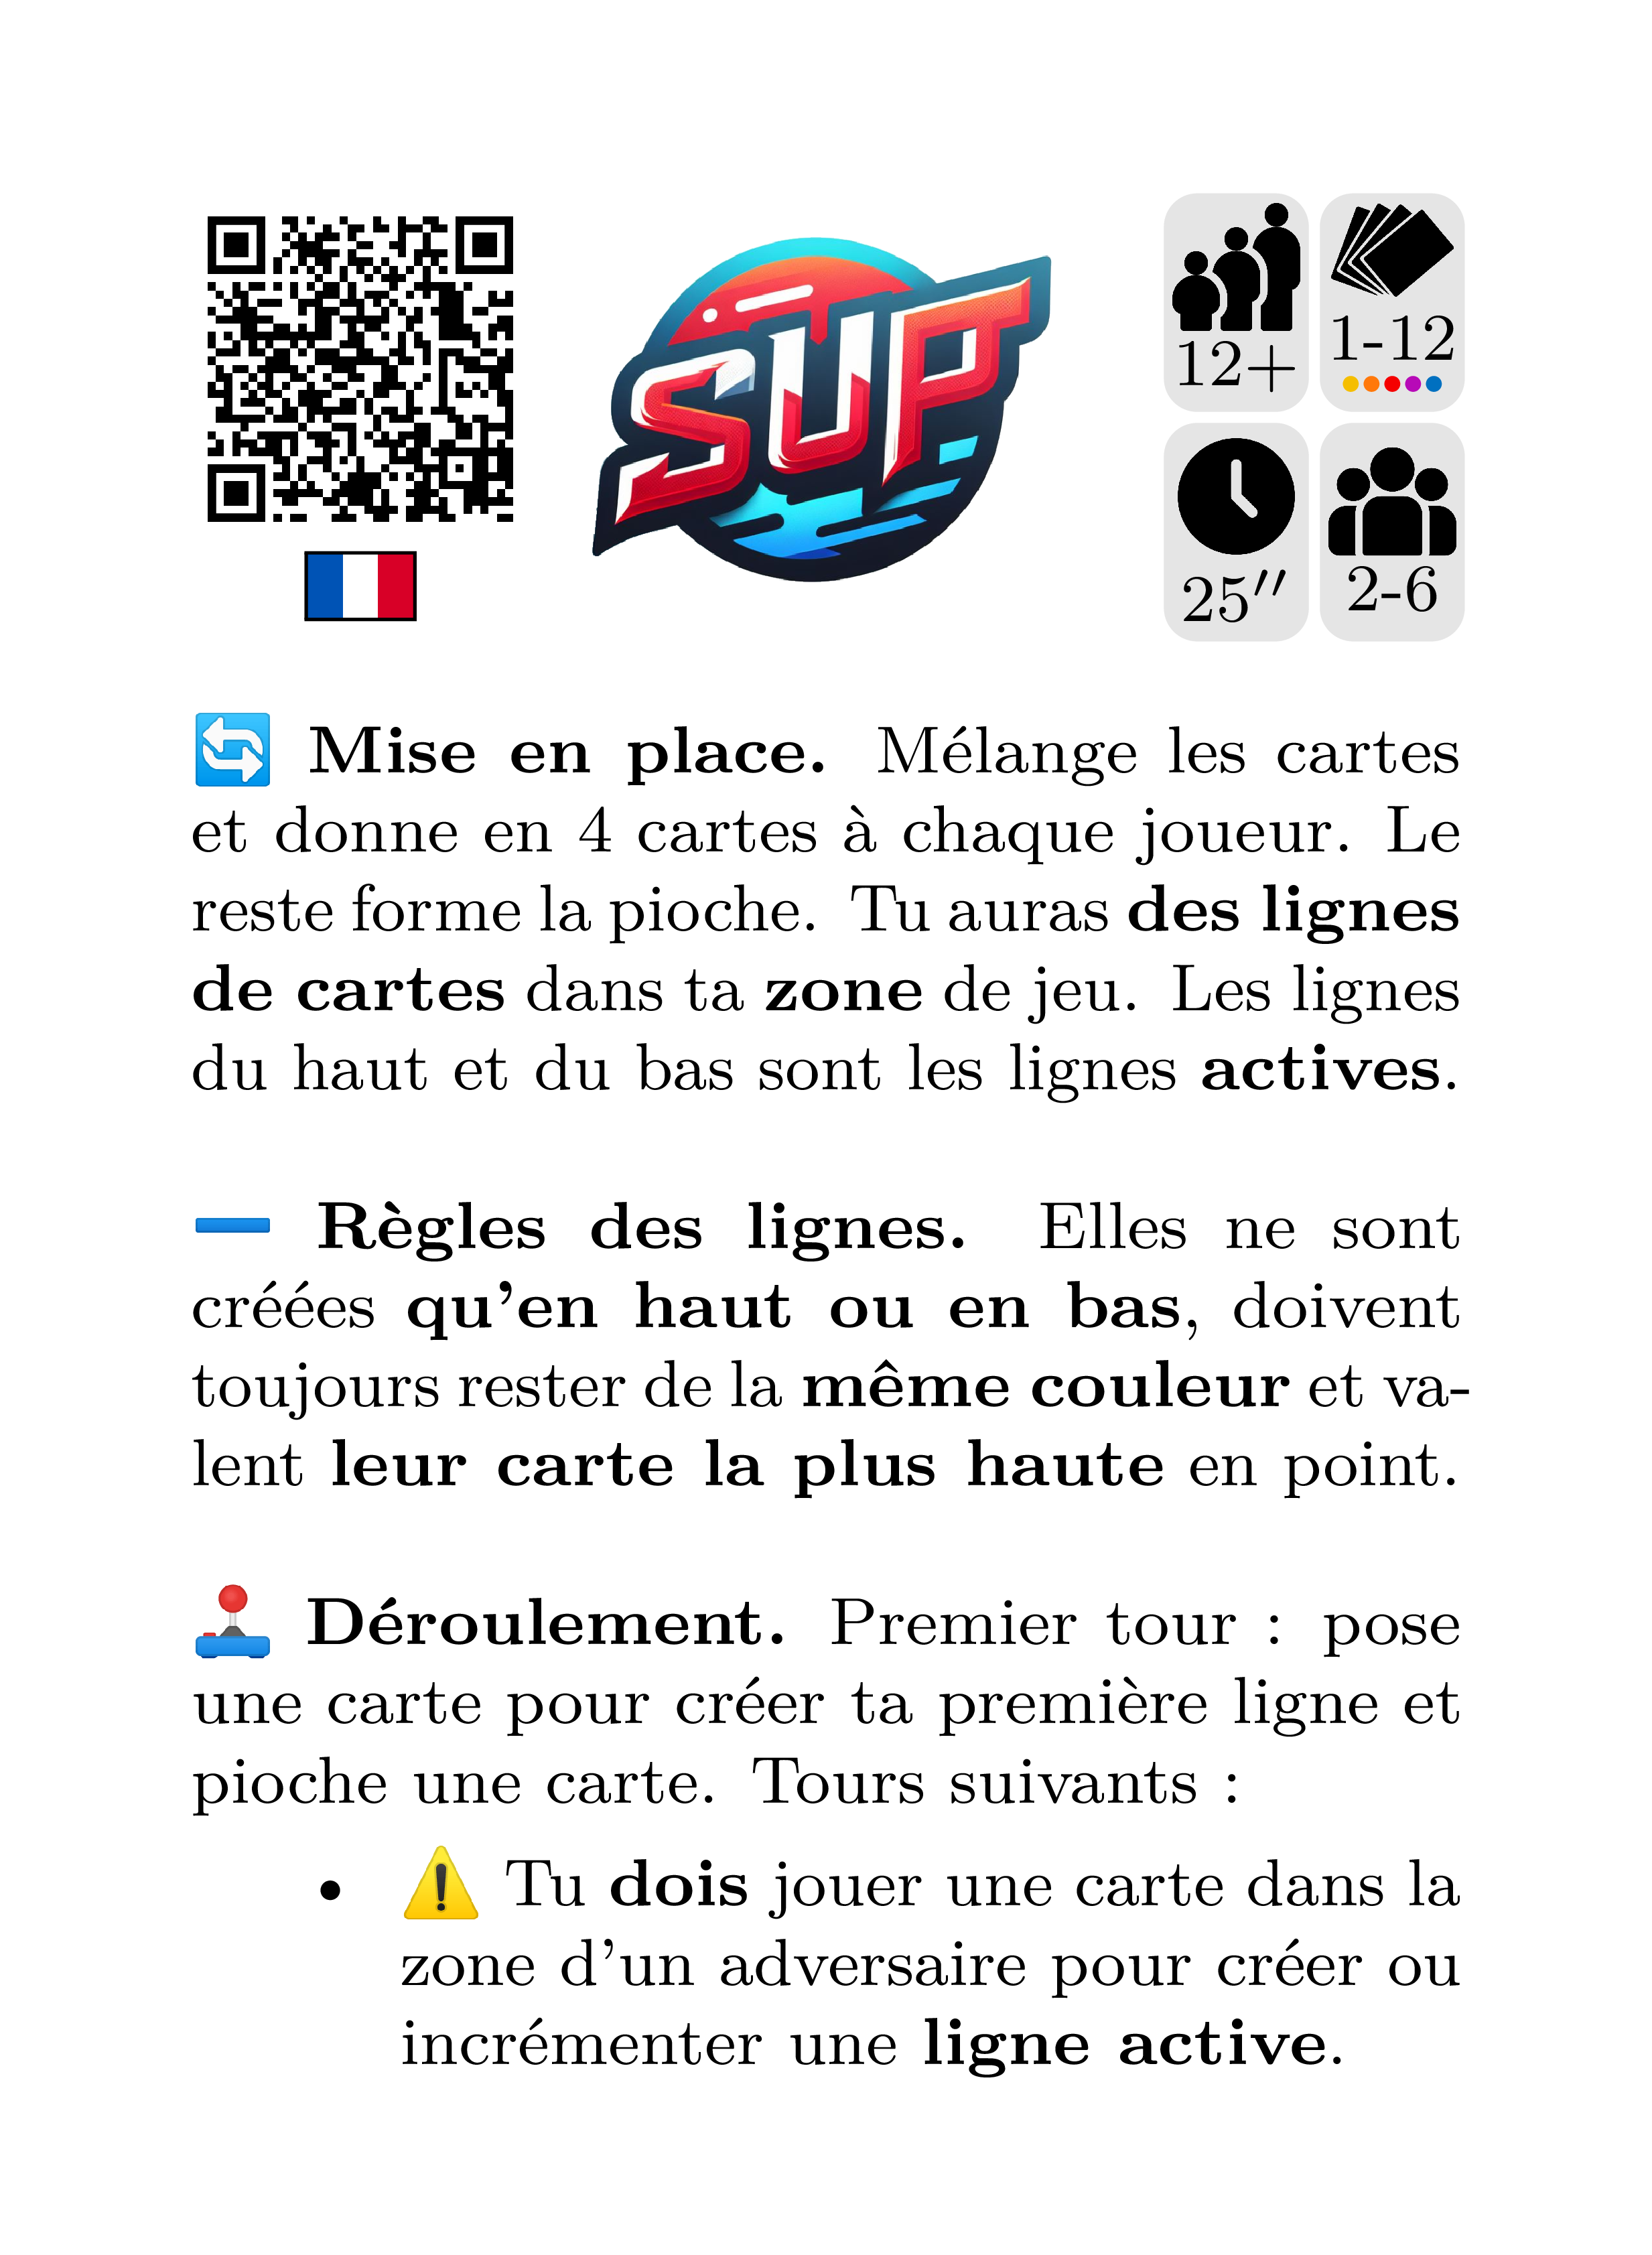 SUP
12+
1-12
25′′
2-6
Mise en place. Mélange les cartes
et donne en 4 cartes à chaque joueur. Le
reste forme la pioche. Tu auras des lignes
de cartes dans ta zone de jeu. Les lignes
du haut et du bas sont les lignes actives.
Règles des lignes. Elles ne sont
créées qu’en haut ou en bas, doivent
toujours rester de la même couleur et va-
lent leur carte la plus haute en point.
Déroulement. Premier tour : pose
une carte pour créer ta première ligne et
pioche une carte. Tours suivants :
• Tu dois jouer une carte dans la
zone d’un adversaire pour créer ou
incrémenter une ligne active.